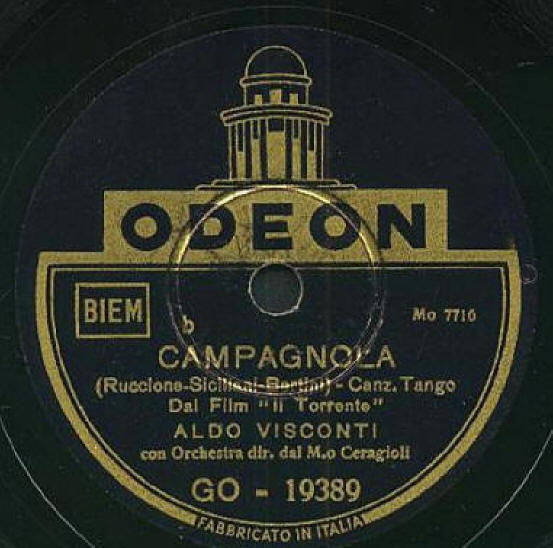 ODEON
BIEM
b
Mo 7710
CAMPAGNOLA
(Ruccione-Siciliani-Bertini) - Canz. Tango
Dal Film "Il Torrente"
ALDO VISCONTI
con Orchestra dir. dal M.o Ceragioli
GO - 19389
FABBRICATO IN ITALIA